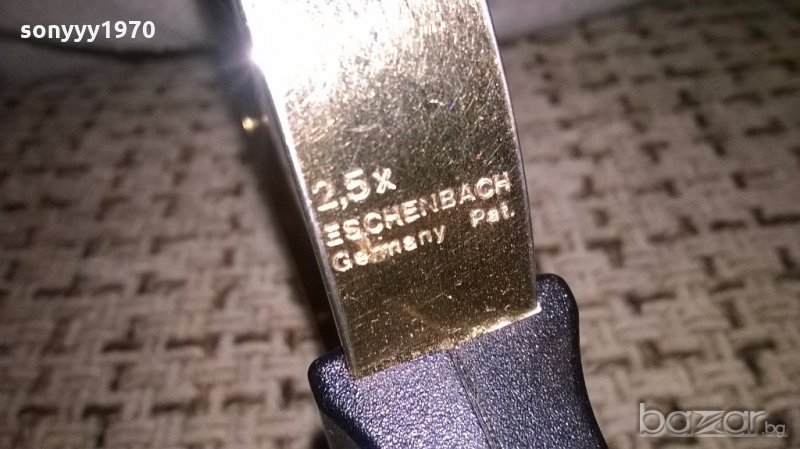 sonyyy1970
2,5x
ESCHENBACH
Germany Pat.
bazar.bg